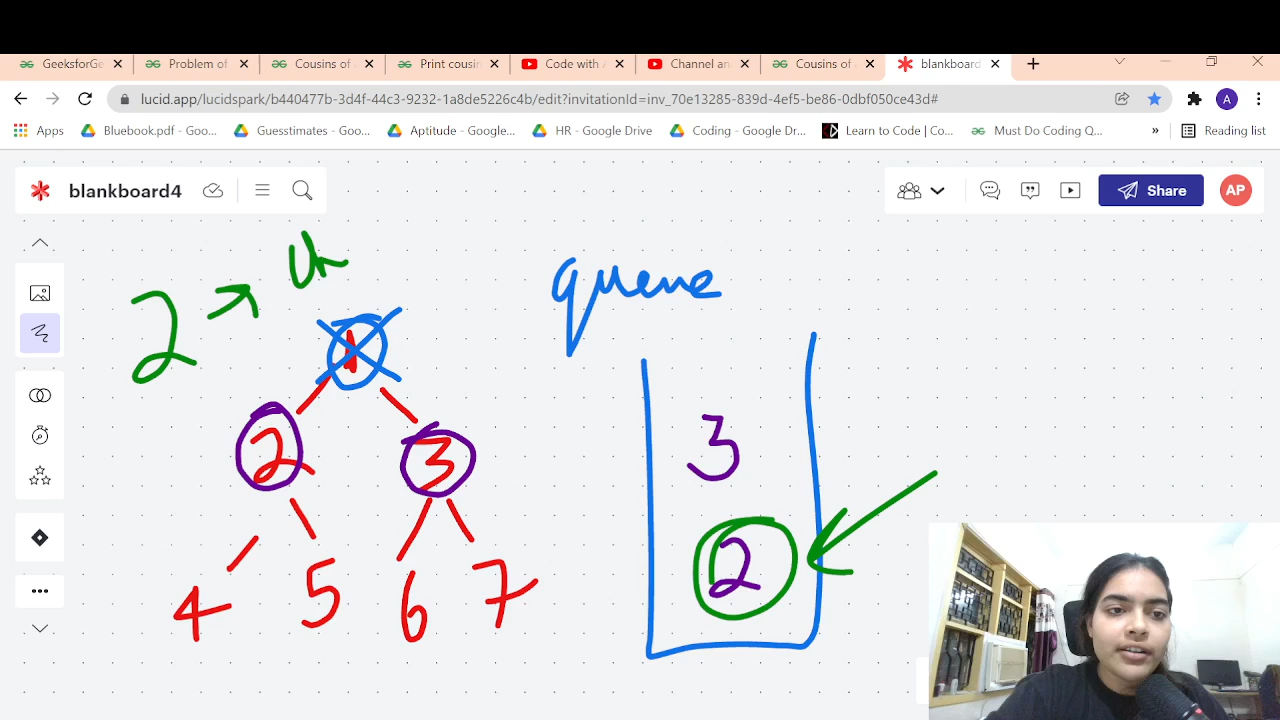 GeeksforGe
Problem of
Cousins of
Print cousin
Code with
Channel an
Cousins of
blankboard
lucid.app/lucidspark/b440477b-3d4f-44c3-9232-1a8de5226c4b/edit?invitationId=inv_70e13285-839d-4ef5-be86-0dbf050ce43d#
A
Apps
Bluebook.pdf - Goo...
Guesstimates - Goo...
Aptitude - Google...
HR - Google Drive
Coding - Google Dr...
Learn to Code | Co...
Must Do Coding Q...
»
Reading list
blankboard4
Share
AP
2
queue
1
2 3
4 5 6 7
3
2